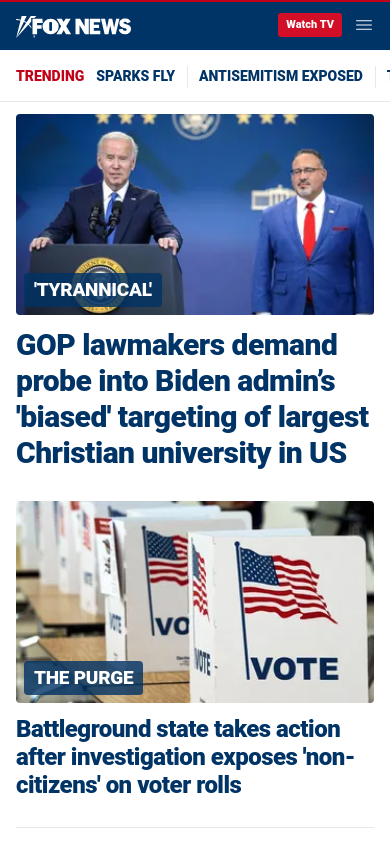 FOX NEWS
Watch TV
TRENDING SPARKS FLY ANTISEMITISM EXPOSED
'TYRANNICAL'
GOP lawmakers demand
probe into Biden admin’s
'biased' targeting of largest
Christian university in US
VOTE
VOTE
VOTE
THE PURGE
Battleground state takes action
after investigation exposes 'non-
citizens' on voter rolls